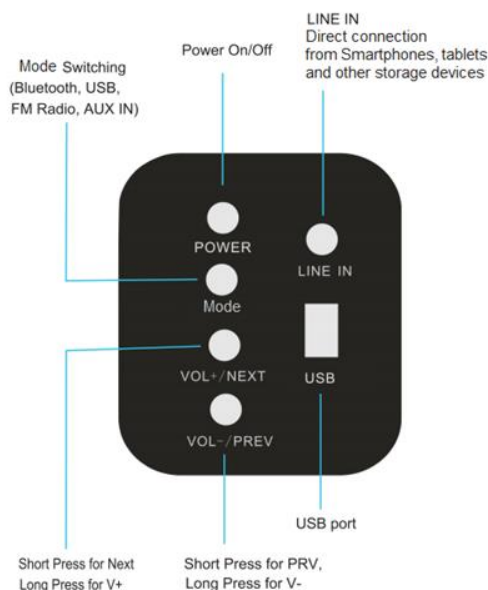 LINE IN
Direct connection
from Smartphones, tablets
and other storage devices
Power On/Off
Mode Switching
(Bluetooth, USB,
FM Radio, AUX IN)
POWER
LINE IN
Mode
VOL+/NEXT
USB
VOL-/PREV
USB port
Short Press for Next
Long Press for V+
Short Press for PRV,
Long Press for V-